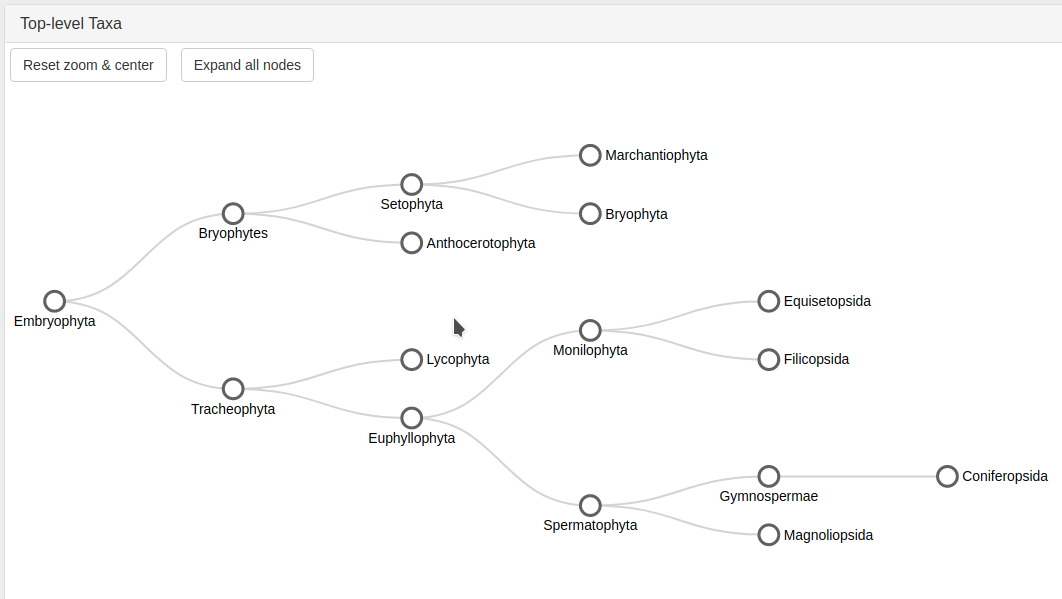 Top-level Taxa
Reset zoom & center
Expand all nodes
Marchantiophyta
Setophyta
Bryophyta
Bryophytes
Anthocerotophyta
Equisetopsida
Embryophyta
Monilophyta
Lycophyta
Filicopsida
Tracheophyta
Euphyllophyta
Coniferopsida
Gymnospermae
Spermatophyta
Magnoliopsida